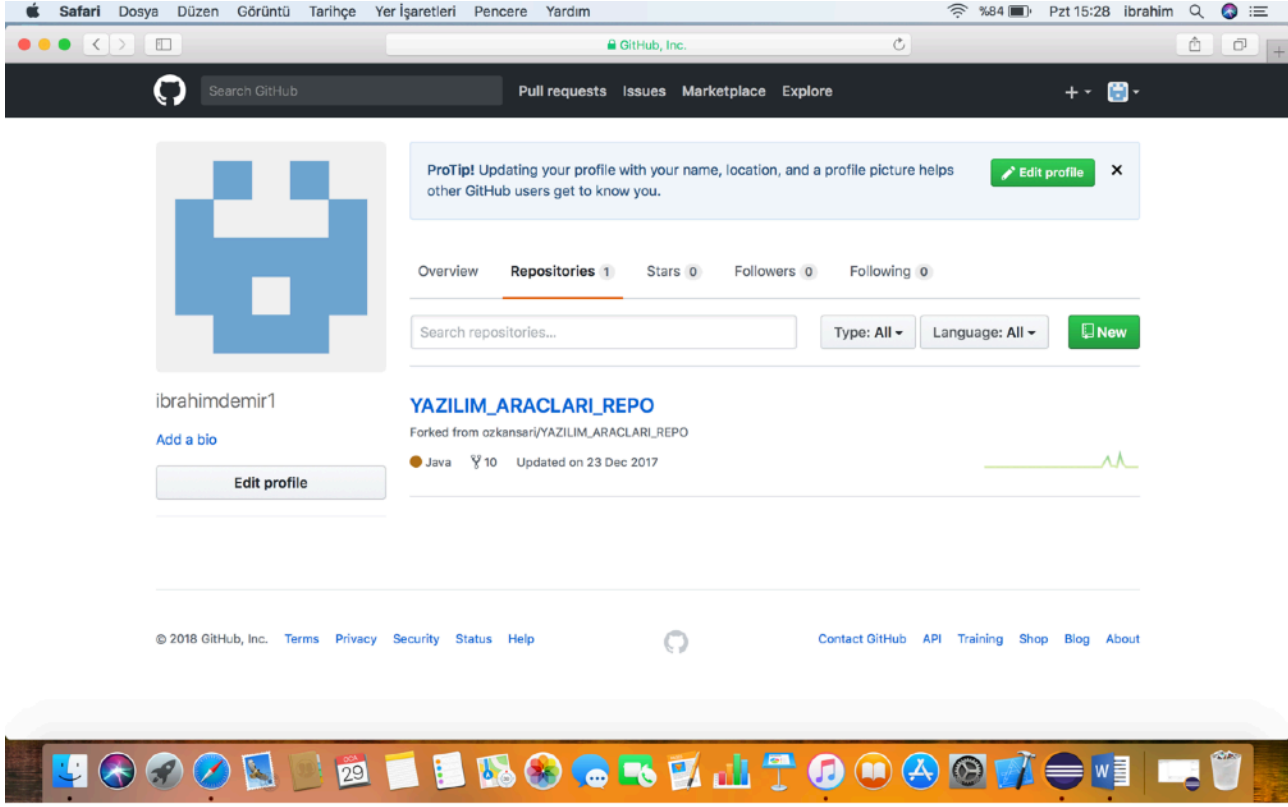 Safari Dosya Düzen Görüntü Tarihçe Yer İşaretleri Pencere Yardım %84 Pzt 15:28 ibrahim
GitHub, Inc.
Search GitHub Pull requests Issues Marketplace Explore
ProTip! Updating your profile with your name, location, and a profile picture helps
other GitHub users get to know you.
Edit profile
Overview Repositories 1 Stars 0 Followers 0 Following 0
Search repositories... Type: All Language: All New
ibrahimdemir1
Add a bio
Edit profile
YAZILIM_ARACLARI_REPO
Forked from ozkansari/YAZILIM_ARACLARI_REPO
Java 10 Updated on 23 Dec 2017
© 2018 GitHub, Inc. Terms Privacy Security Status Help Contact GitHub API Training Shop Blog About
OCA
29
W